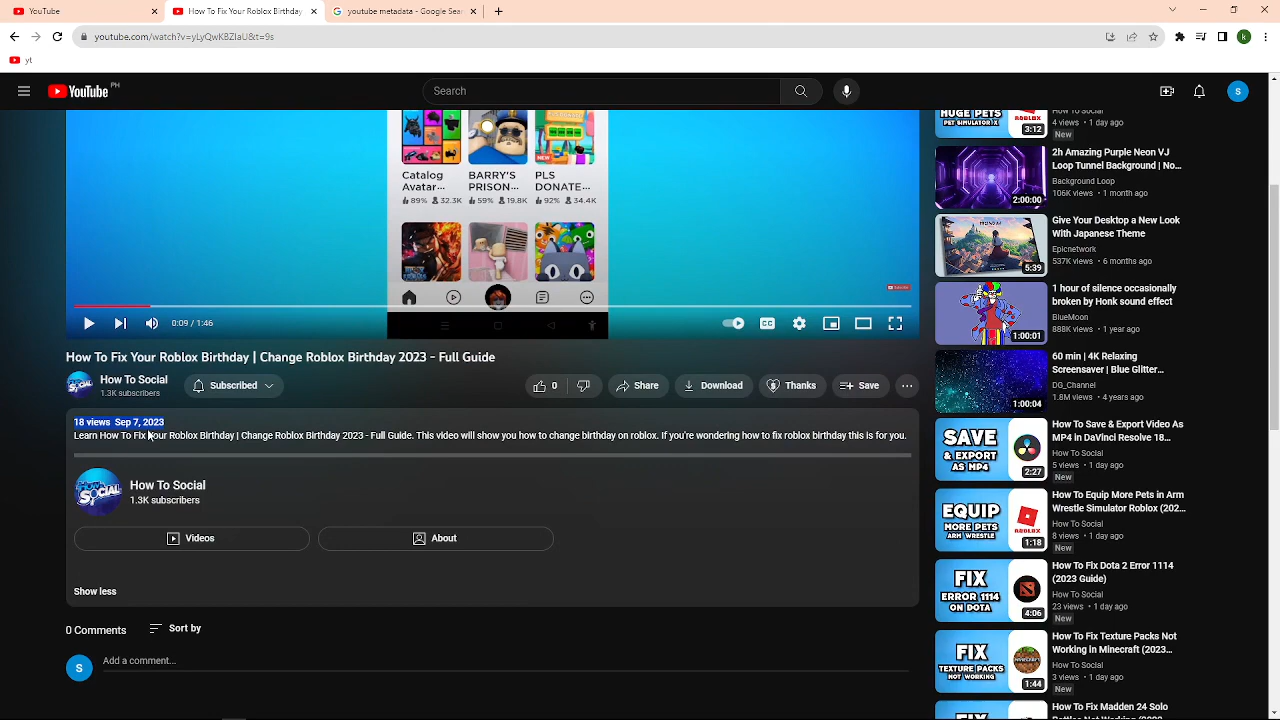 YouTube
How To Fix Your Roblox Birthday
youtube metadata - Google Sear
youtube.com/watch?v=yLyQwKBZIaU&t=9s
k
yt
YouTube PH
Search
S
Catalog
Avatar...
89% 32.3K
BARRY'S
PRISON...
59% 19.8K
NEW
PLS
DONATE...
92% 34.4K
Subscribe
0:09 / 1:46
CC
How To Fix Your Roblox Birthday | Change Roblox Birthday 2023 - Full Guide
How To Social
1.3K subscribers
Subscribed
0
Share
Download
Thanks
Save
18 views Sep 7, 2023
Learn How To Fix Your Roblox Birthday | Change Roblox Birthday 2023 - Full Guide. This video will show you how to change birthday on roblox. If you're wondering how to fix roblox birthday this is for you.
HOW TO
SOCIAL
How To Social
1.3K subscribers
Videos
About
Show less
0 Comments
Sort by
S
Add a comment...
HUGE PETS
PET SIMULATOR X
ROBLOX
3:12
How To Social
4 views • 1 day ago
New
2:00:00
2h Amazing Purple Neon VJ
Loop Tunnel Background | No...
Background Loop
106K views • 1 month ago
5:39
Give Your Desktop a New Look
With Japanese Theme
Epicnetwork
537K views • 6 months ago
1:00:01
1 hour of silence occasionally
broken by Honk sound effect
BlueMoon
888K views • 1 year ago
1:00:04
60 min | 4K Relaxing
Screensaver | Blue Glitter...
DG_Channel
1.8M views • 4 years ago
SAVE
& EXPORT
AS MP4
2:27
How To Save & Export Video As
MP4 in DaVinci Resolve 18...
How To Social
5 views • 1 day ago
New
EQUIP
MORE PETS
ARM WRESTLE
ROBLOX
1:18
How To Equip More Pets in Arm
Wrestle Simulator Roblox (202...
How To Social
8 views • 1 day ago
New
FIX
ERROR 1114
ON DOTA
4:06
How To Fix Dota 2 Error 1114
(2023 Guide)
How To Social
23 views • 1 day ago
New
FIX
TEXTURE PACKS
NOT WORKING
1:44
How To Fix Texture Packs Not
Working in Minecraft (2023...
How To Social
3 views • 1 day ago
New
FIX
How To Fix Madden 24 Solo